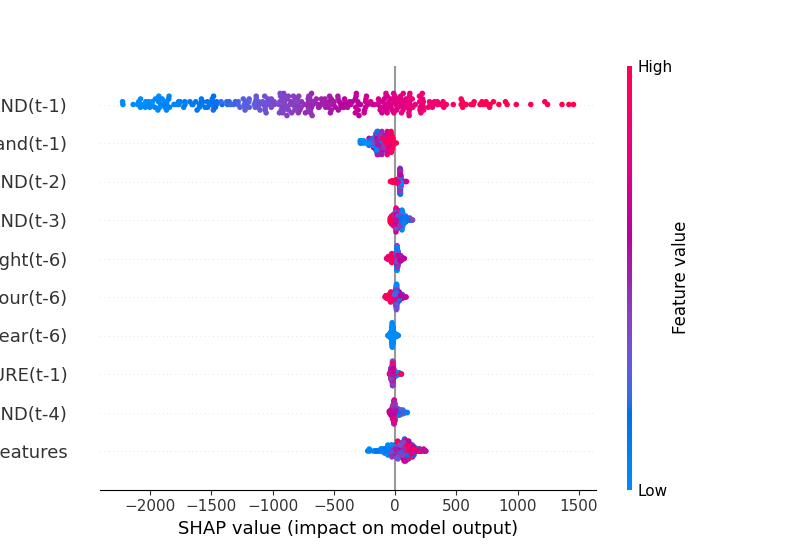 High
ND(t-1)
and(t-1)
ND(t-2)
ND(t-3)
ght(t-6)
our(t-6)
ear(t-6)
URE(t-1)
ND(t-4)
eatures
Feature value
Low
−2000 −1500 −1000 −500 0 500 1000 1500
SHAP value (impact on model output)